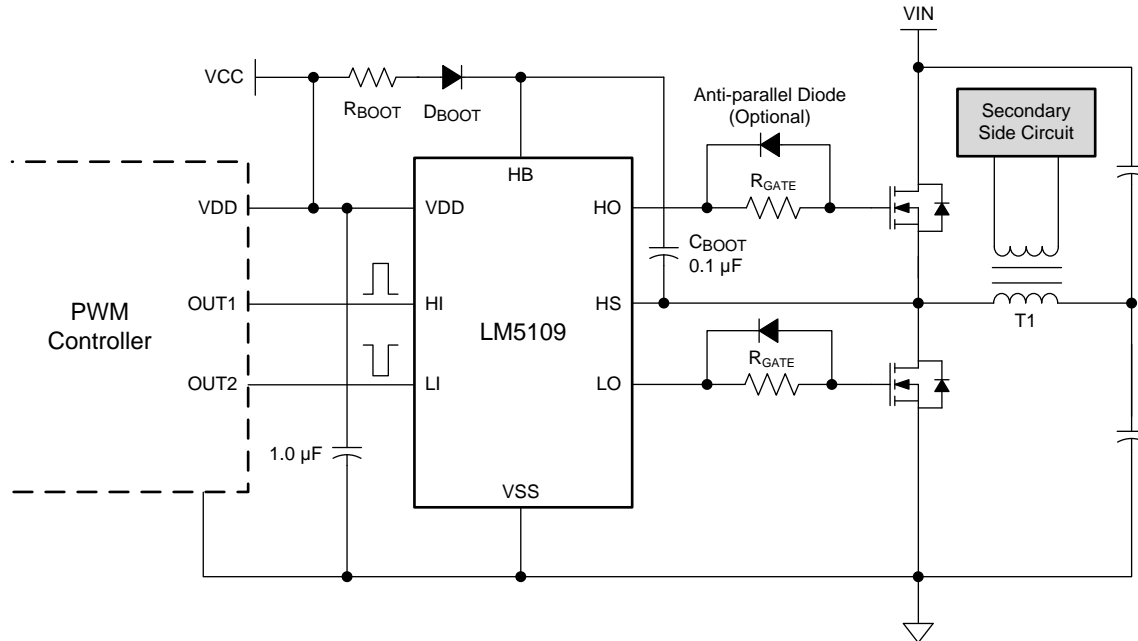 VIN
VCC
RBOOT
DBOOT
Anti-parallel Diode
(Optional)
Secondary
Side Circuit
HB
RGATE
VDD
VDD
HO
CBOOT
0.1 µF
PWM
Controller
OUT1
HI
LM5109
HS
T1
RGATE
OUT2
LI
LO
1.0 µF
VSS